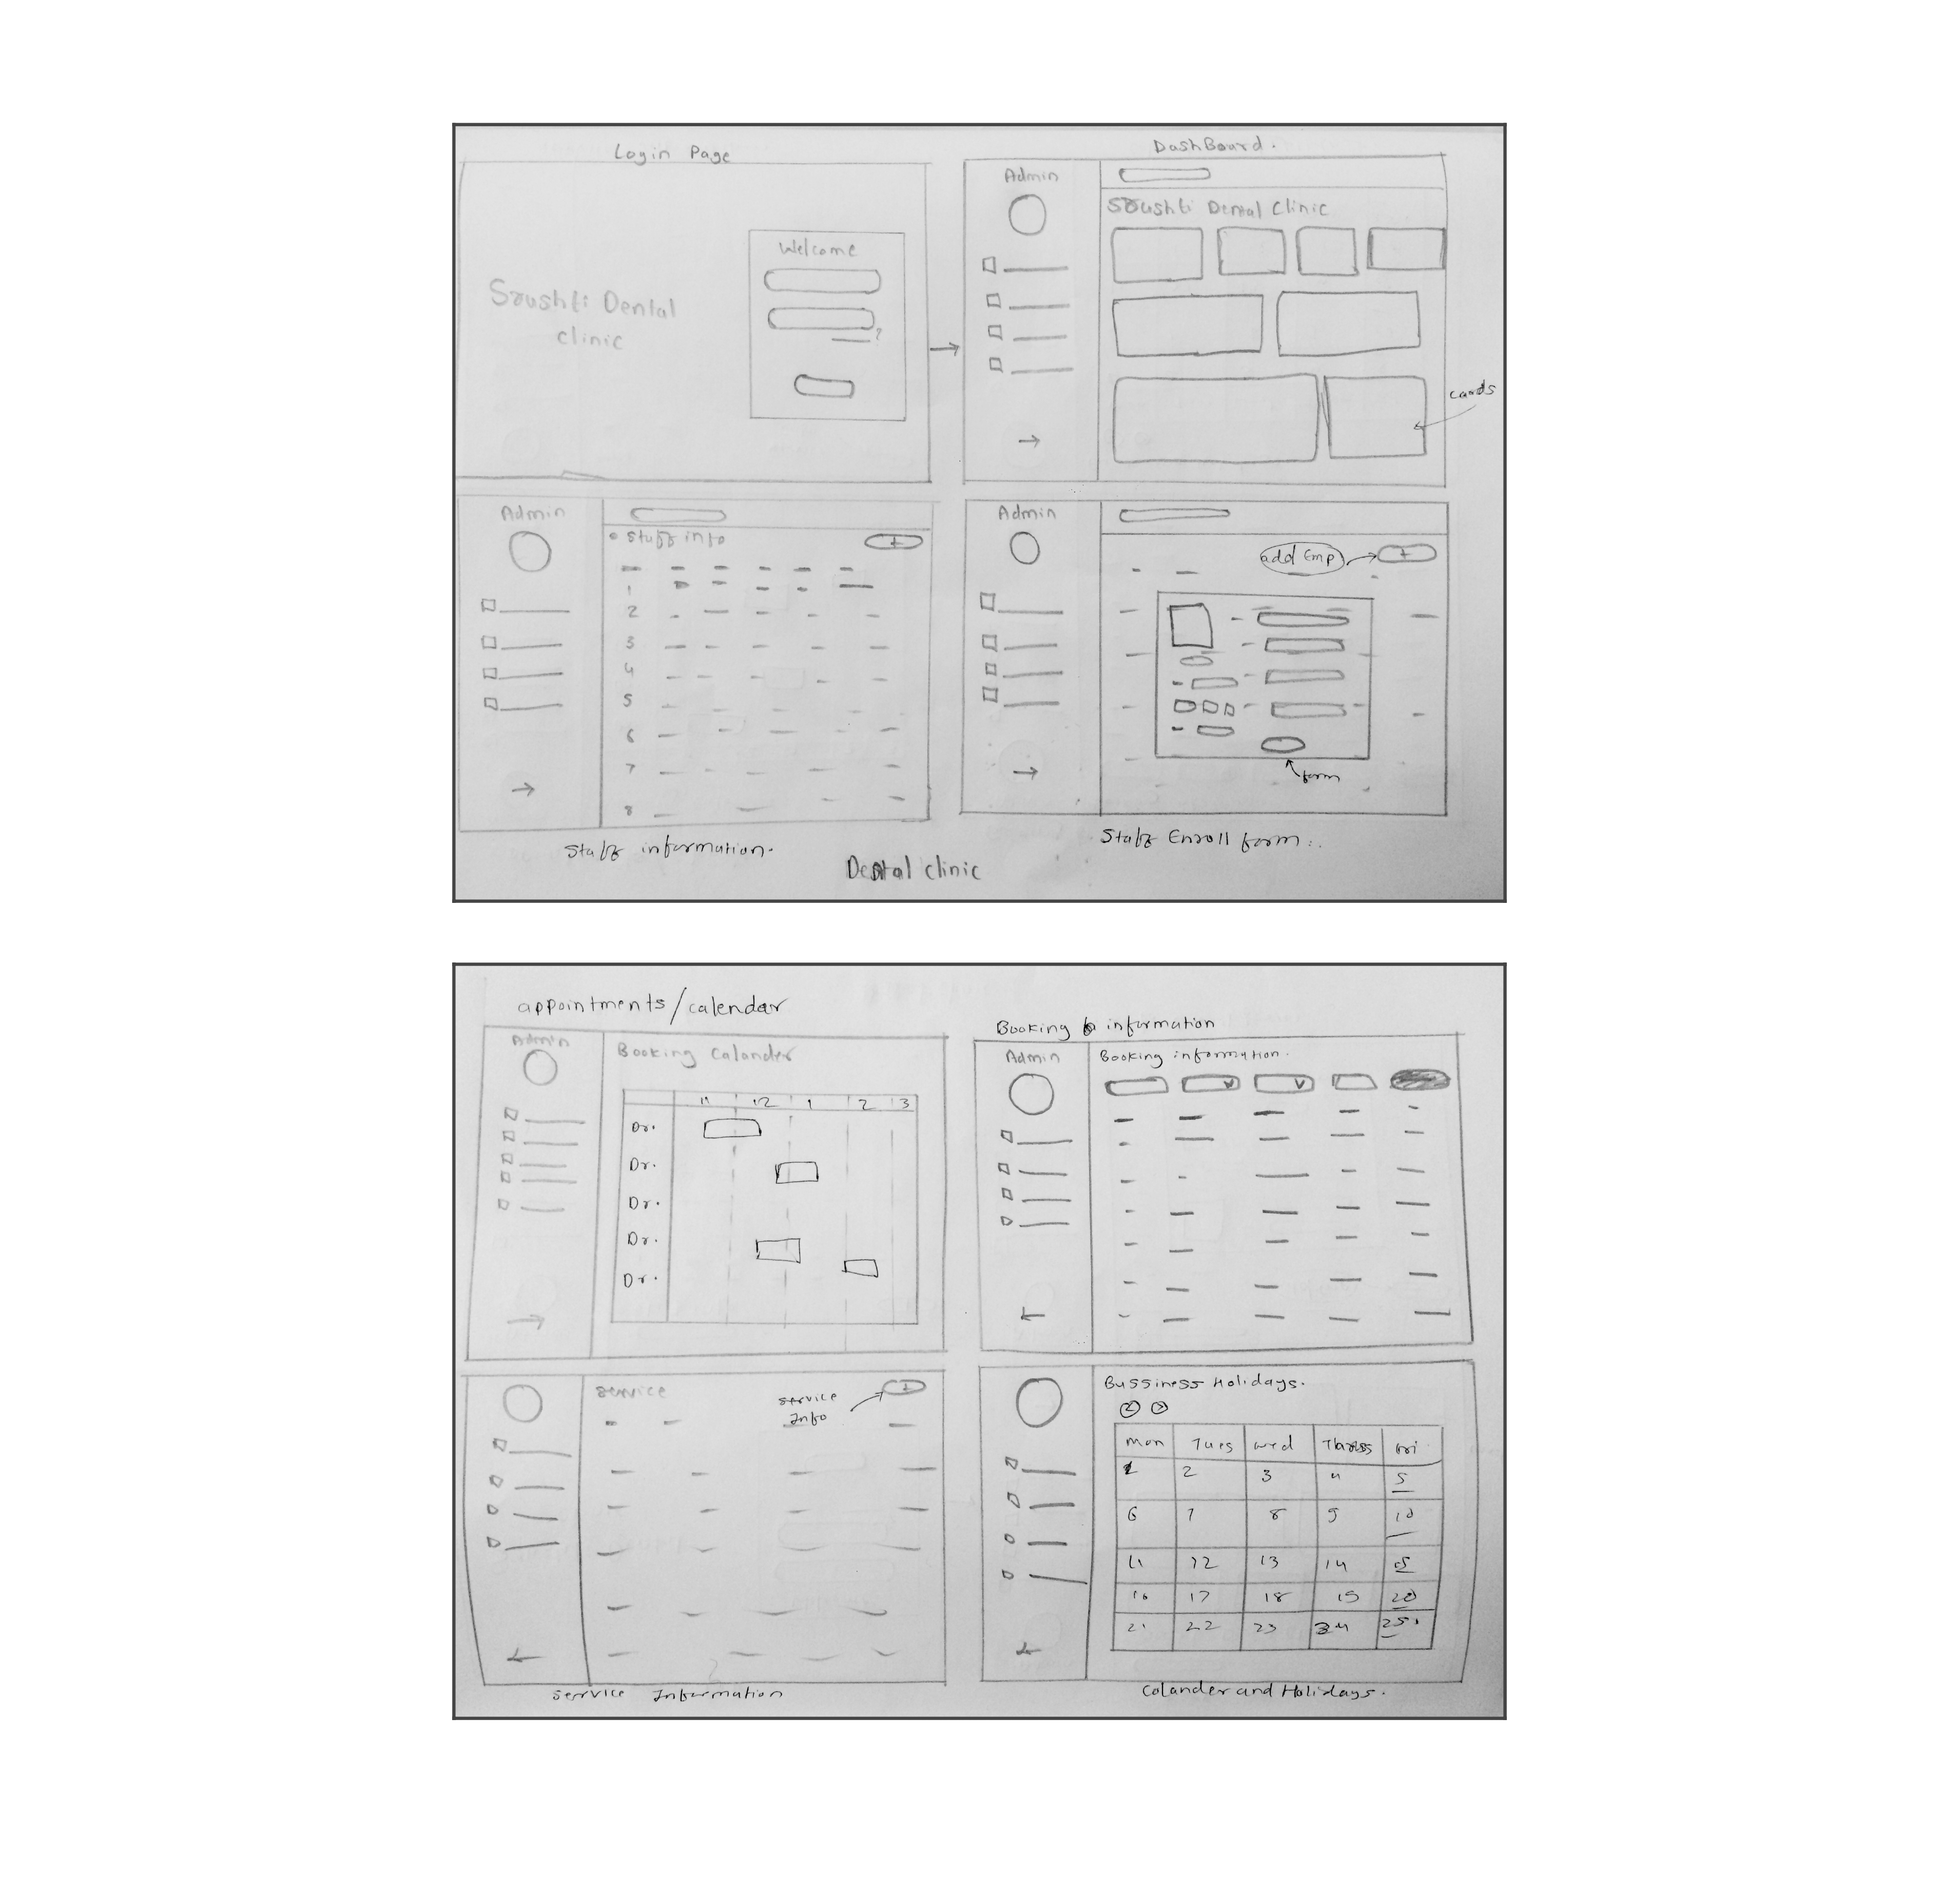 Login Page
Welcome
Srushti Dental
clinic
DashBoard.
Admin
Srushti Dental Clinic
cards
Admin
Staff info
+
1
2
3
4
5
6
7
8
Staff information.
Admin
add Emp
+
form
Staff Enroll form..
Dental clinic
appointments/calendar
Admin
Booking Calander
11 12 1 2 3
Dr.
Dr.
Dr.
Dr.
Dr.
Booking information
Admin
Booking information.
service
service
Info
+
service Information
Bussiness Holidays.
< >
Mon Tues wed Thurs fri
1 2 3 4 5
6 7 8 9 10
11 12 13 14 15
16 17 18 19 20
21 22 23 24 25
Colander and Holidays.